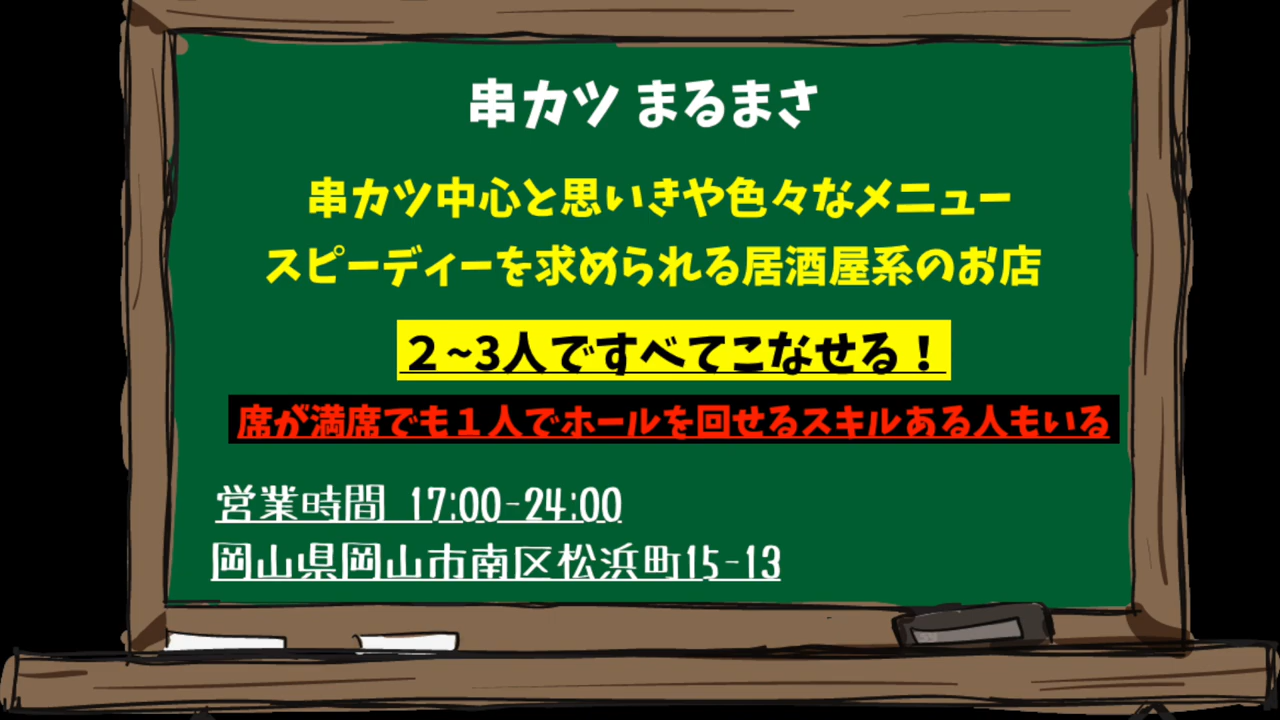 串カツ まるまさ
串カツ中心と思いきや色々なメニュー
スピーディーを求められる居酒屋系のお店
２~3人ですべてこなせる！
席が満席でも１人でホールを回せるスキルある人もいる
営業時間 17:00-24:00
岡山県岡山市南区松浜町15-13